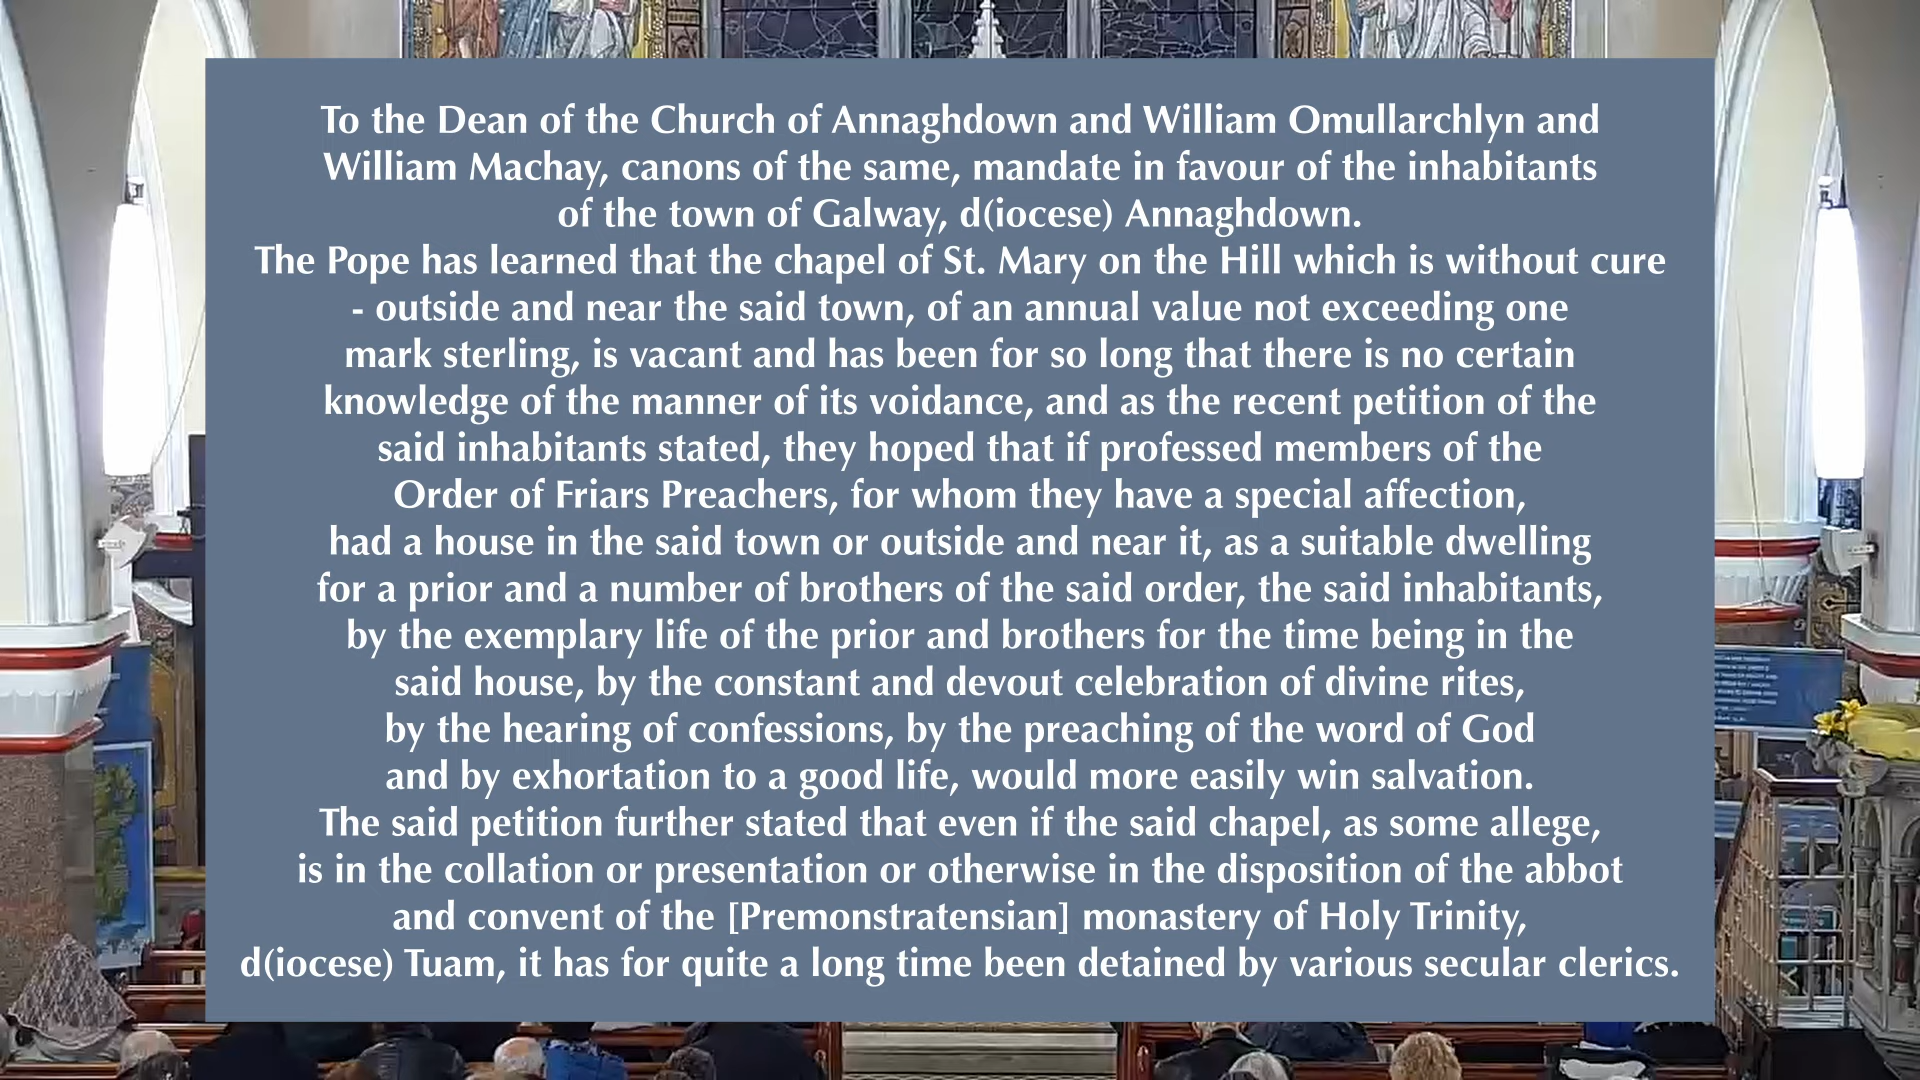 To the Dean of the Church of Annaghdown and William Omullarchlyn and
William Machay, canons of the same, mandate in favour of the inhabitants
of the town of Galway, d(iocese) Annaghdown.
The Pope has learned that the chapel of St. Mary on the Hill which is without cure
- outside and near the said town, of an annual value not exceeding one
mark sterling, is vacant and has been for so long that there is no certain
knowledge of the manner of its voidance, and as the recent petition of the
said inhabitants stated, they hoped that if professed members of the
Order of Friars Preachers, for whom they have a special affection,
had a house in the said town or outside and near it, as a suitable dwelling
for a prior and a number of brothers of the said order, the said inhabitants,
by the exemplary life of the prior and brothers for the time being in the
said house, by the constant and devout celebration of divine rites,
by the hearing of confessions, by the preaching of the word of God
and by exhortation to a good life, would more easily win salvation.
The said petition further stated that even if the said chapel, as some allege,
is in the collation or presentation or otherwise in the disposition of the abbot
and convent of the [Premonstratensian] monastery of Holy Trinity,
d(iocese) Tuam, it has for quite a long time been detained by various secular clerics.